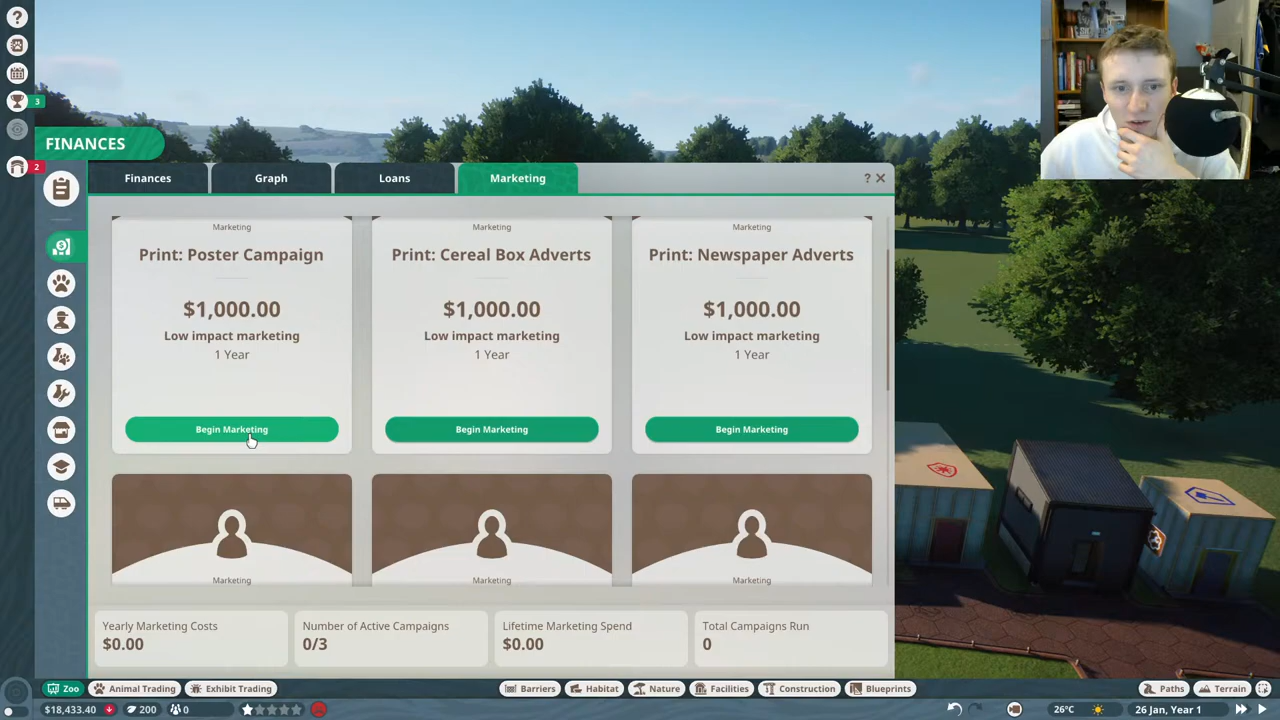 ?
3
2
FINANCES
Finances
Graph
Loans
Marketing
?
Marketing
Marketing
Marketing
Print: Poster Campaign
Print: Cereal Box Adverts
Print: Newspaper Adverts
$1,000.00
$1,000.00
$1,000.00
Low impact marketing
Low impact marketing
Low impact marketing
1 Year
1 Year
1 Year
Begin Marketing
Begin Marketing
Begin Marketing
Marketing
Marketing
Marketing
Yearly Marketing Costs
$0.00
Number of Active Campaigns
0/3
Lifetime Marketing Spend
$0.00
Total Campaigns Run
0
Zoo
Animal Trading
Exhibit Trading
Barriers
Habitat
Nature
Facilities
Construction
Blueprints
Paths
Terrain
$18,433.40
200
0
26°C
26 Jan, Year 1